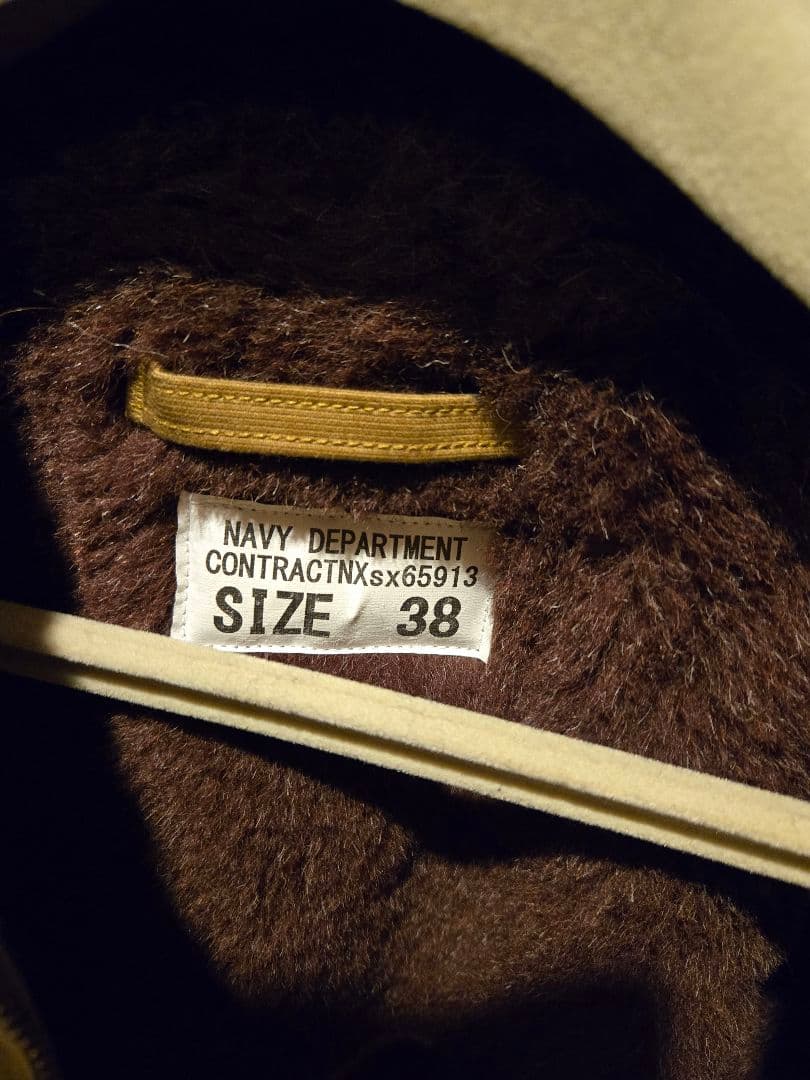 NAVY DEPARTMENT
CONTRACTNXsx65913
SIZE 38